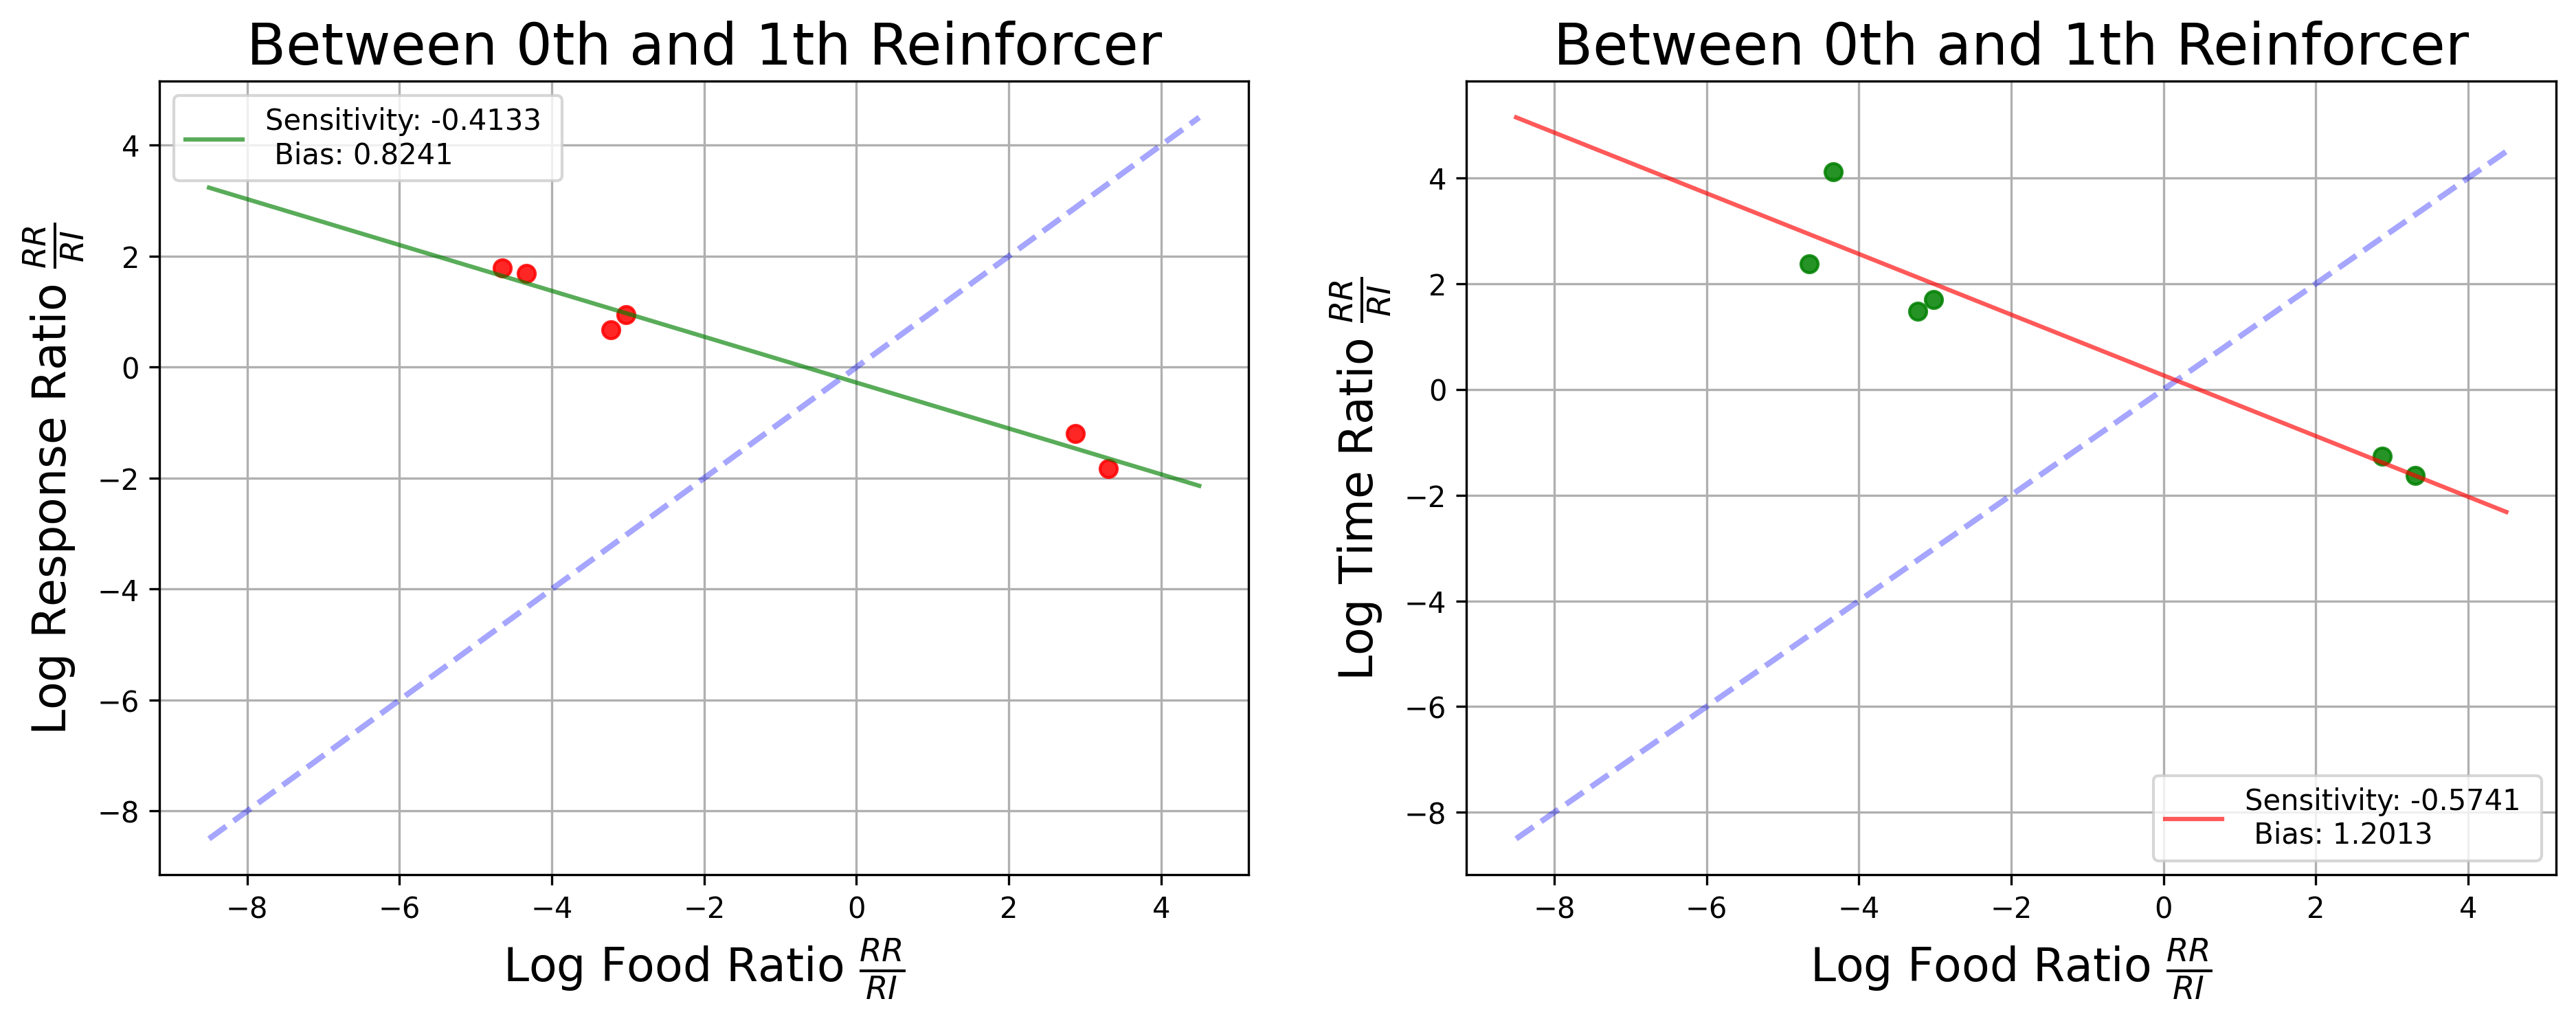 Between 0th and 1th Reinforcer
Sensitivity: -0.4133
Bias: 0.8241
Log Response Ratio RR/RI
4
2
0
−2
−4
−6
−8
−8 −6 −4 −2 0 2 4
Log Food Ratio RR/RI
Between 0th and 1th Reinforcer
Log Time Ratio RR/RI
4
2
0
−2
−4
−6
−8
Sensitivity: -0.5741
Bias: 1.2013
−8 −6 −4 −2 0 2 4
Log Food Ratio RR/RI